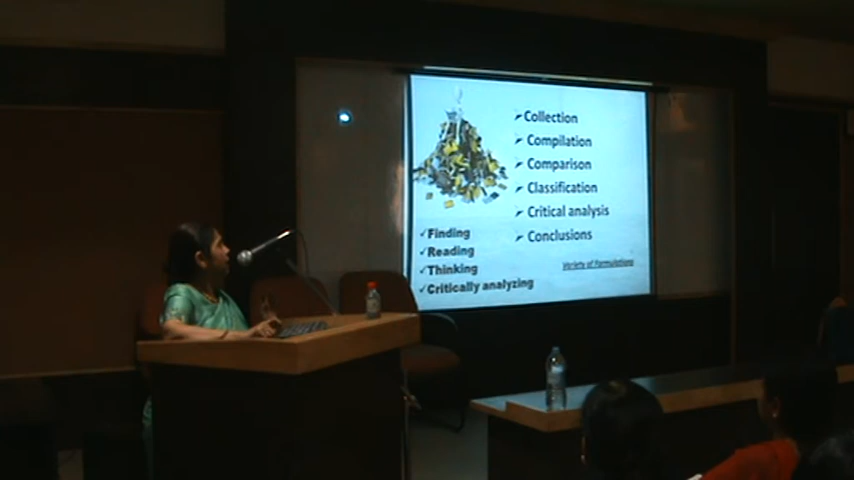 ➢Collection
➢Compilation
➢Comparison
➢Classification
➢Critical analysis
➢Conclusions
✓Finding
✓Reading
✓Thinking
✓Critically analyzing
Variety of Formulations